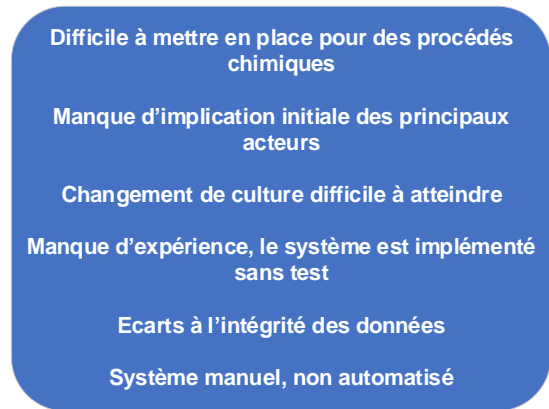 Difficile à mettre en place pour des procédés
chimiques
Manque d'implication initiale des principaux
acteurs
Changement de culture difficile à atteindre
Manque d'expérience, le système est implémenté
sans test
Ecarts à l'intégrité des données
Système manuel, non automatisé